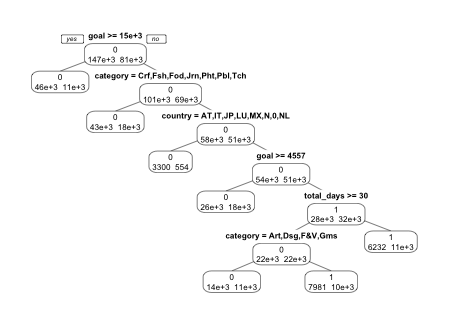 goal >= 15e+3
yes
no
0
147e+3 81e+3
category = Crf,Fsh,Fod,Jrn,Pht,Pbl,Tch
0
46e+3 11e+3
0
101e+3 69e+3
country = AT,IT,JP,LU,MX,N,0,NL
0
43e+3 18e+3
0
58e+3 51e+3
goal >= 4557
0
3300 554
0
54e+3 51e+3
total_days >= 30
0
26e+3 18e+3
1
28e+3 32e+3
category = Art,Dsg,F&V,Gms
0
22e+3 22e+3
1
6232 11e+3
0
14e+3 11e+3
1
7981 10e+3